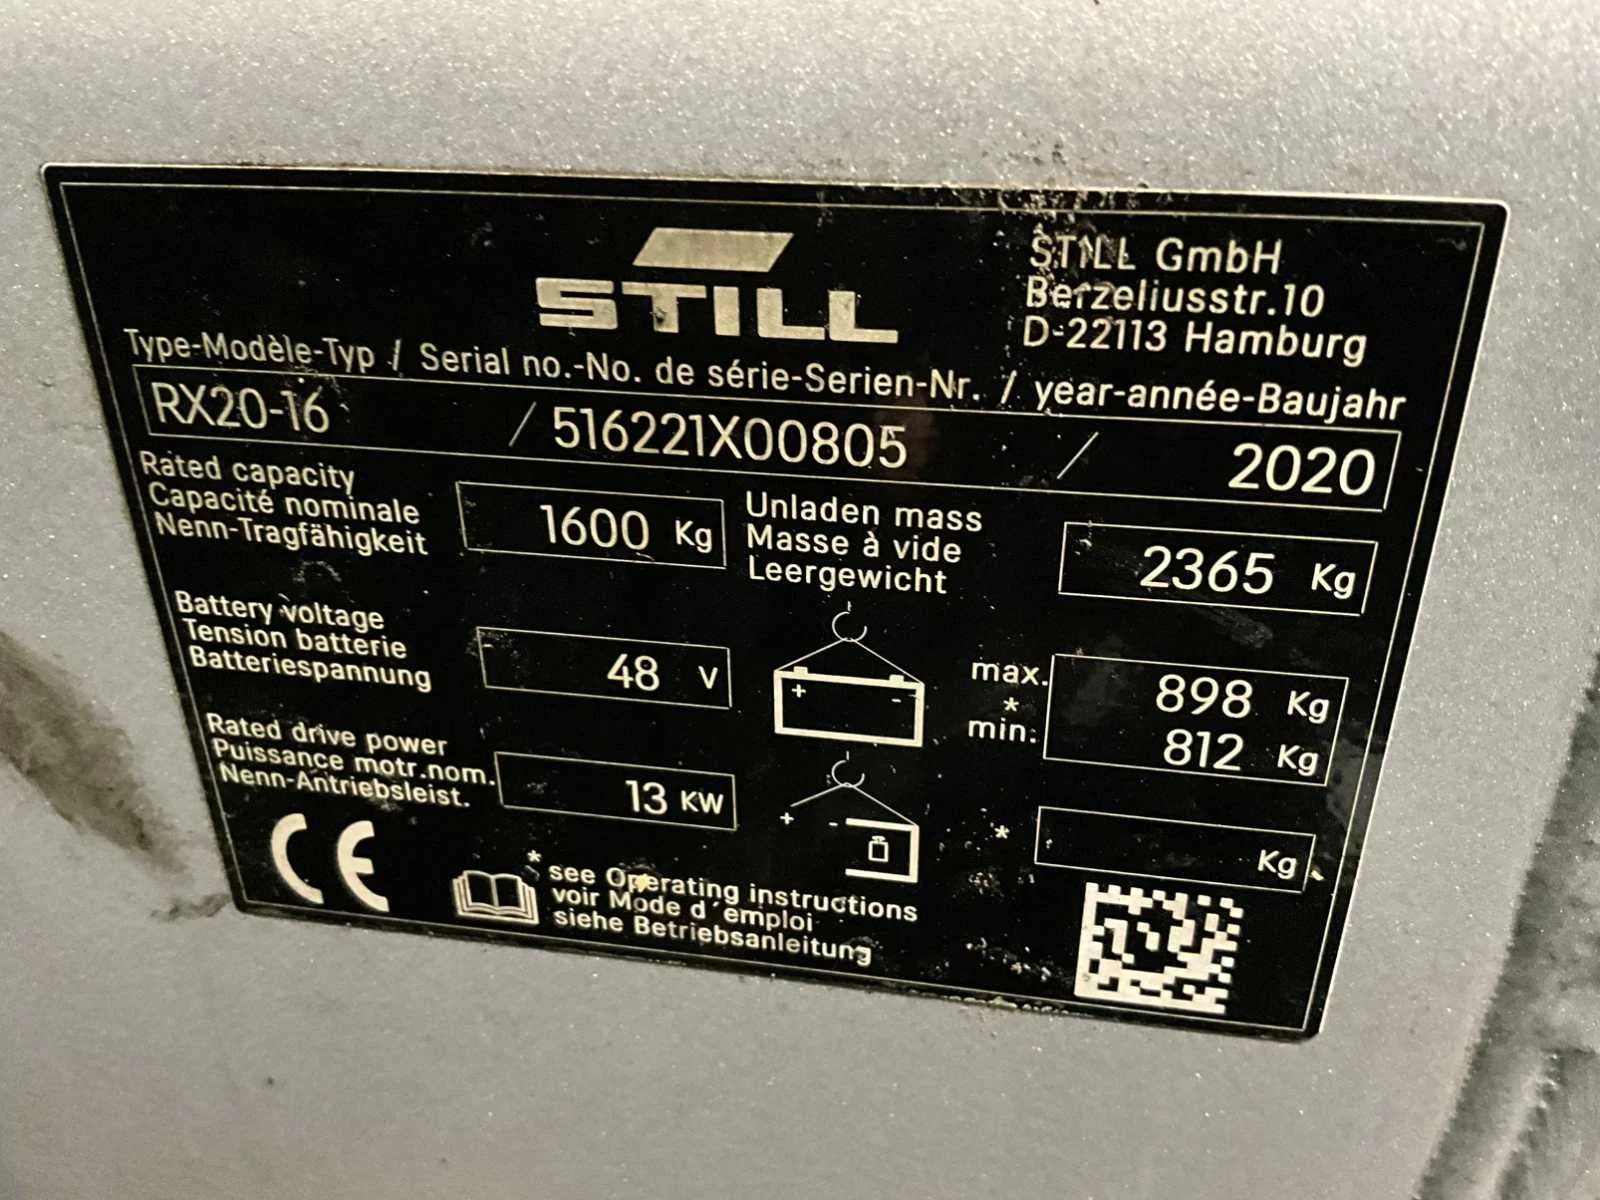 STILL
STILL GmbH
Berzeliusstr.10
D-22113 Hamburg
Type-Modèle-Typ / Serial no.-No. de série-Serien-Nr. / year-année-Baujahr
RX20-16 / 516221X00805 / 2020
Rated capacity
Capacité nominale
Nenn-Tragfähigkeit
1600 Kg
Unladen mass
Masse à vide
Leergewicht
2365 Kg
Battery voltage
Tension batterie
Batteriespannung
48 V
+ -
max. 898 Kg
*
min. 812 Kg
Rated drive power
Puissance motr.nom.
Nenn-Antriebsleist.
13 KW
+ -
* Kg
CE
* see Operating instructions
voir Mode d´emploi
siehe Betriebsanleitung